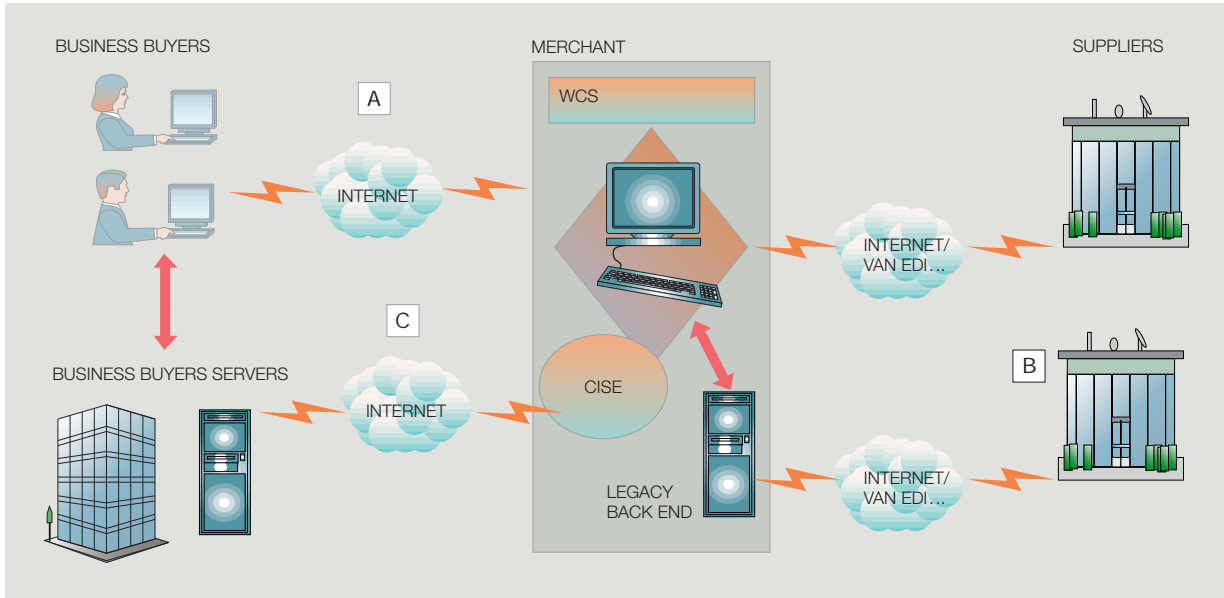 BUSINESS BUYERS
MERCHANT
SUPPLIERS
A
WCS
INTERNET
INTERNET/
VAN EDI...
C
B
BUSINESS BUYERS SERVERS
CISE
INTERNET
INTERNET/
VAN EDI...
LEGACY
BACK END